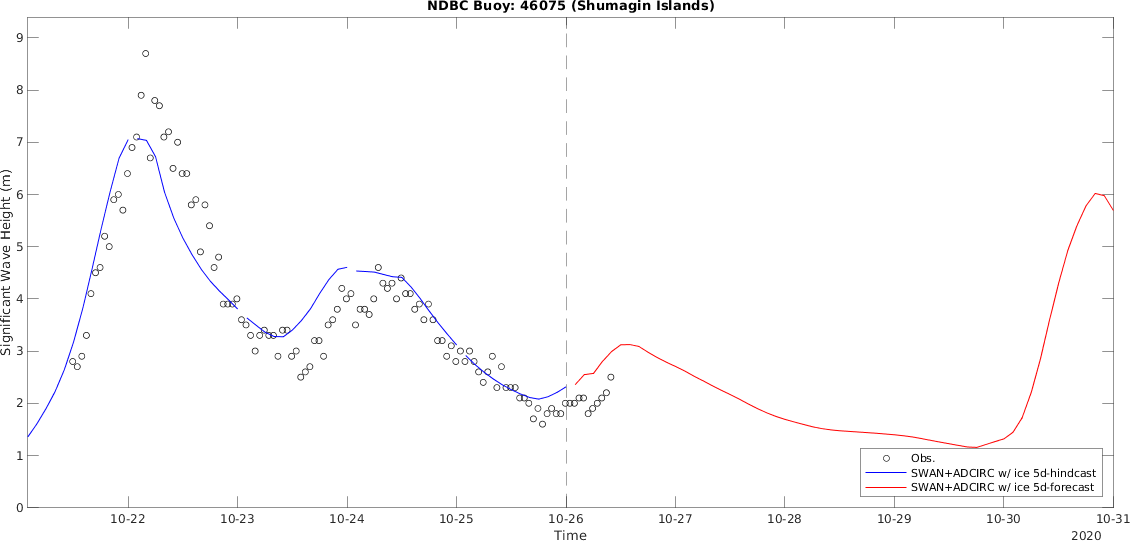 NDBC Buoy: 46075 (Shumagin Islands)
Significant Wave Height (m)
9
8
7
6
5
4
3
2
1
0
Obs.
SWAN+ADCIRC w/ ice 5d-hindcast
SWAN+ADCIRC w/ ice 5d-forecast
10-22 10-23 10-24 10-25 10-26 10-27 10-28 10-29 10-30 10-31
Time 2020